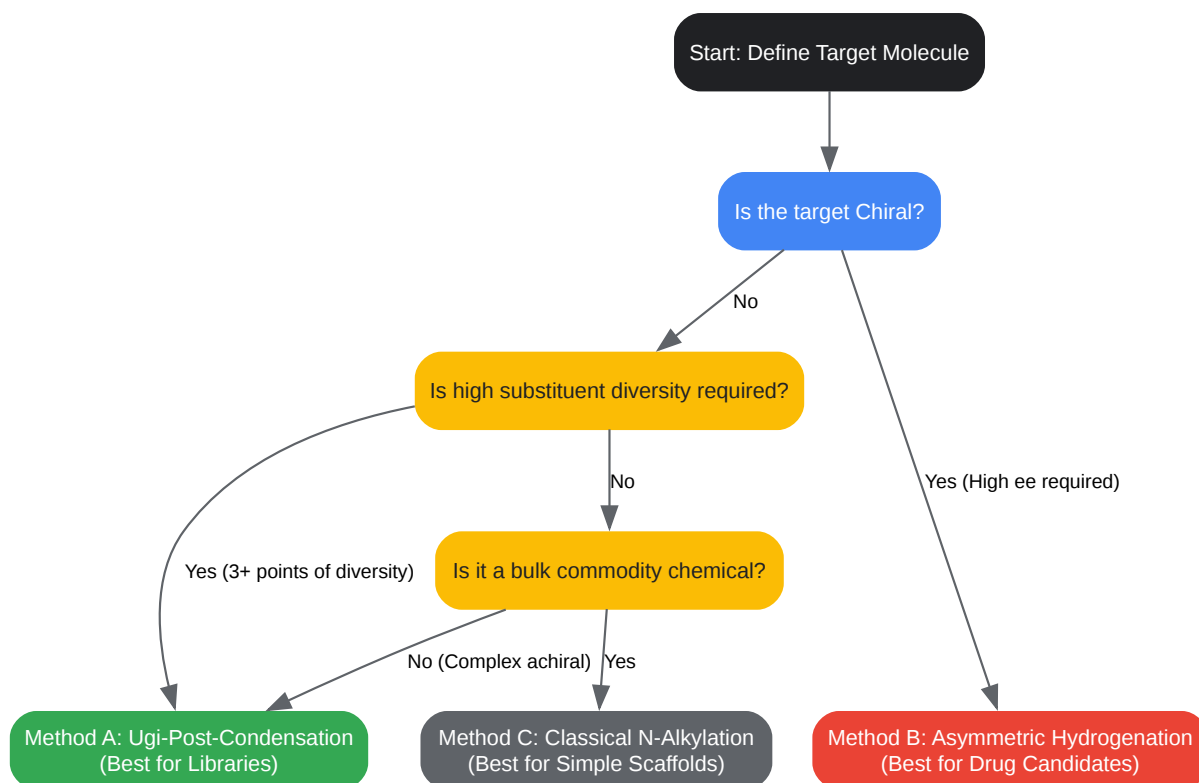 Start: Define Target Molecule
Is the target Chiral?
No
Is high substituent diversity required?
Yes (High ee required)
No
Yes (3+ points of diversity)
Is it a bulk commodity chemical?
No (Complex achiral)
Yes
Method A: Ugi-Post-Condensation
(Best for Libraries)
Method C: Classical N-Alkylation
(Best for Simple Scaffolds)
Method B: Asymmetric Hydrogenation
(Best for Drug Candidates)